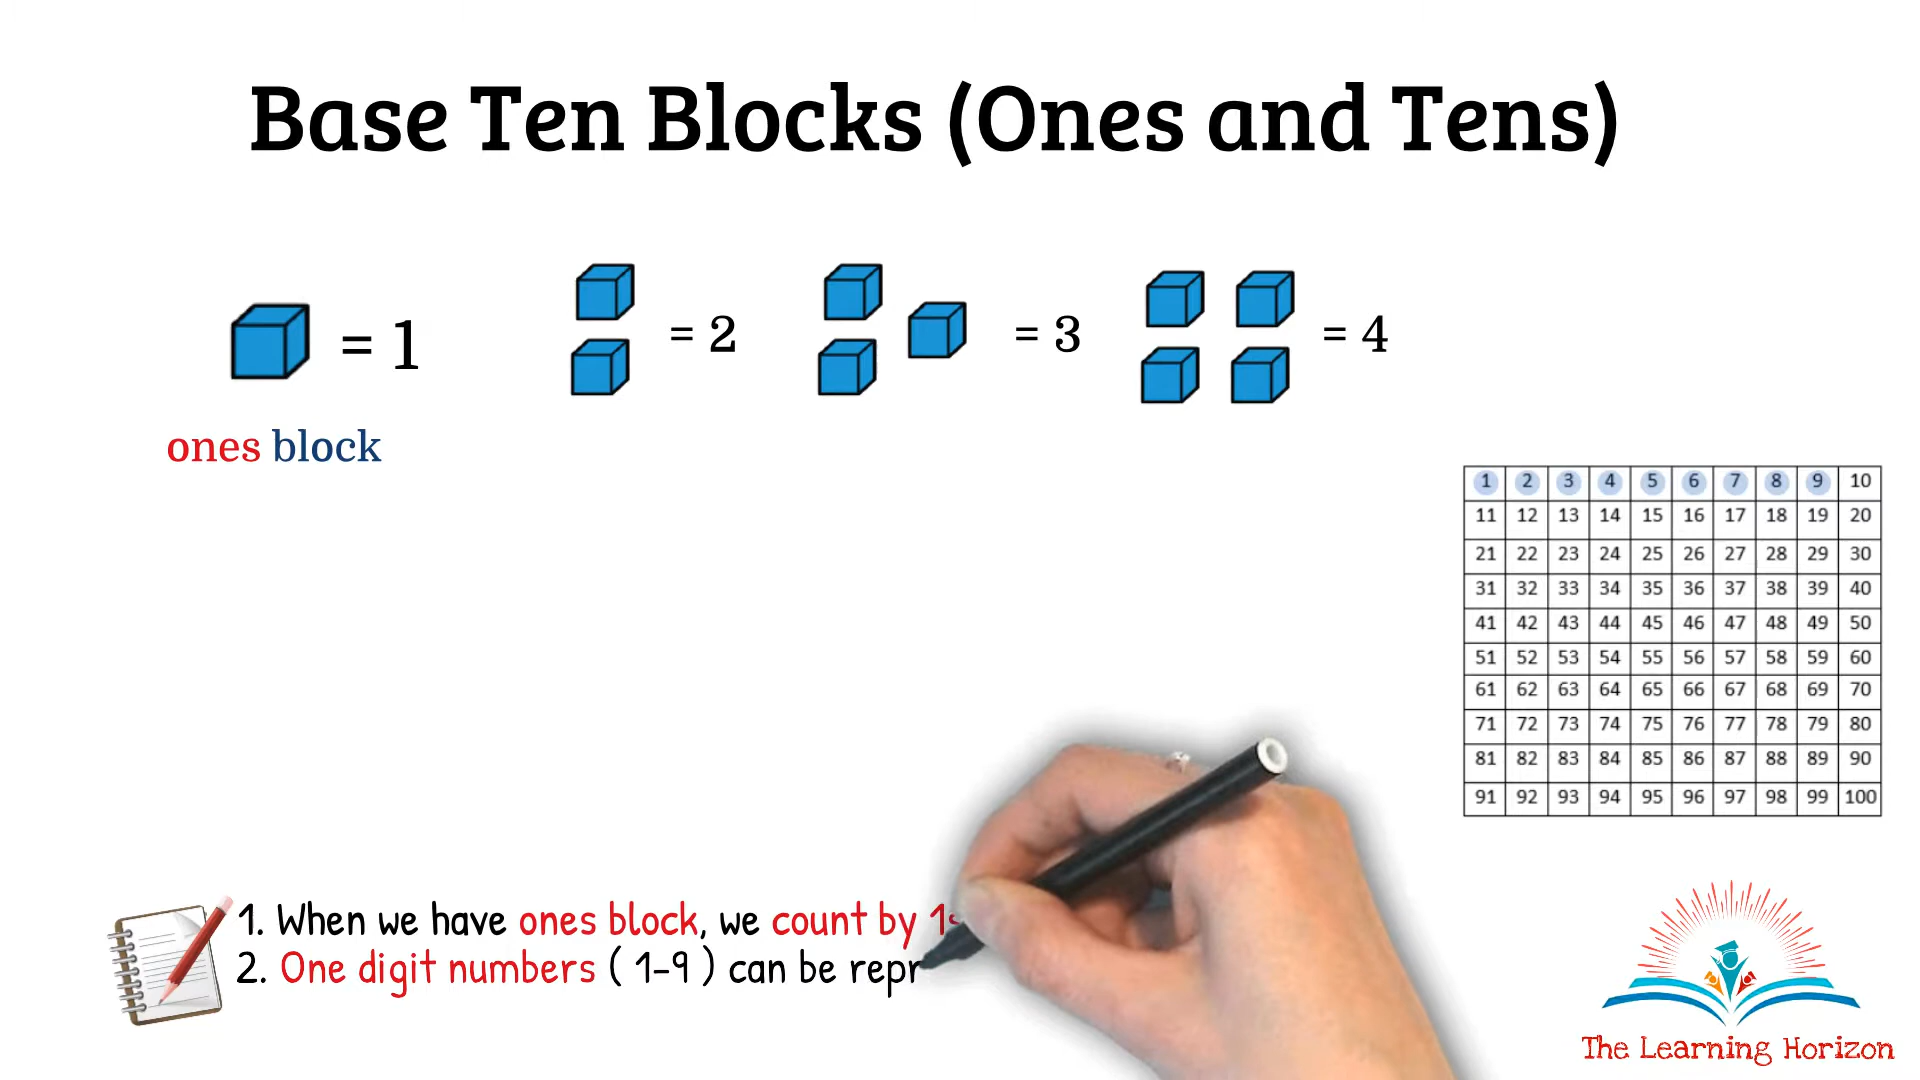 Base Ten Blocks (Ones and Tens)
= 1
= 2
= 3
= 4
ones block
1 2 3 4 5 6 7 8 9 10
11 12 13 14 15 16 17 18 19 20
21 22 23 24 25 26 27 28 29 30
31 32 33 34 35 36 37 38 39 40
41 42 43 44 45 46 47 48 49 50
51 52 53 54 55 56 57 58 59 60
61 62 63 64 65 66 67 68 69 70
71 72 73 74 75 76 77 78 79 80
81 82 83 84 85 86 87 88 89 90
91 92 93 94 95 96 97 98 99 100
1. When we have ones block, we count by
2. One digit numbers ( 1-9 ) can be repr
The Learning Horizon